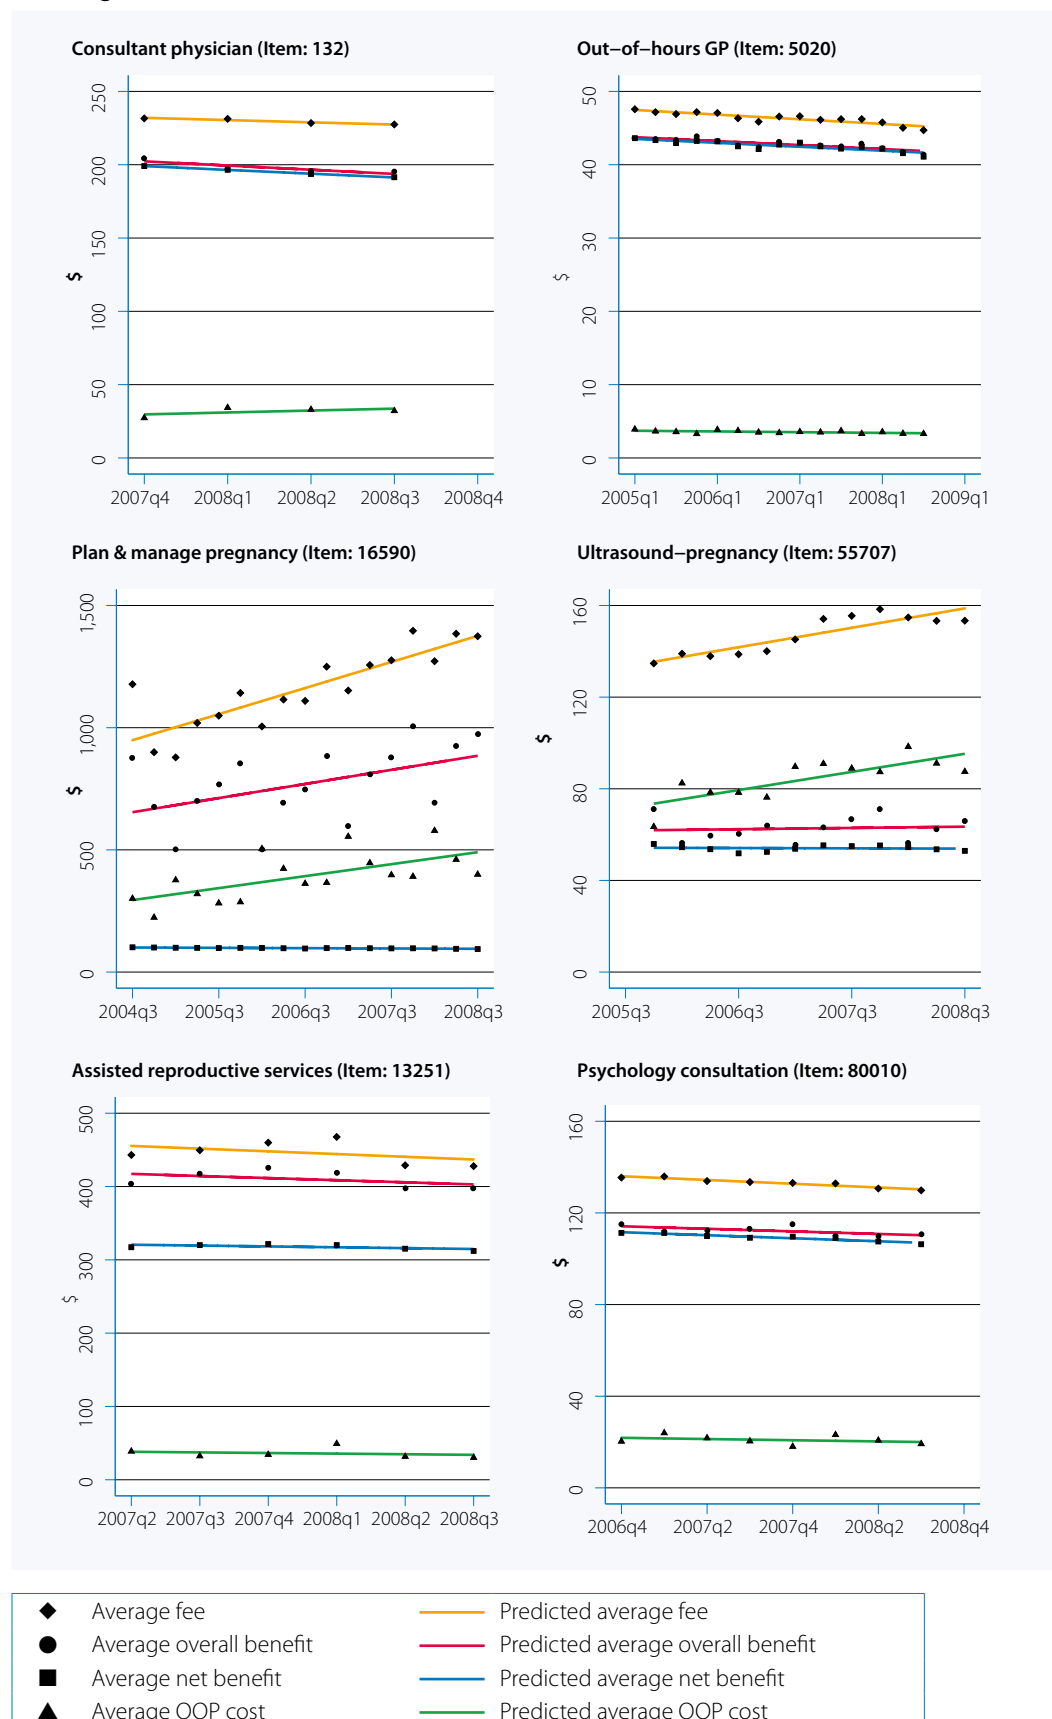 Consultant physician (Item: 132)
250
200
150
100
50
0
$
2007q4 2008q1 2008q2 2008q3 2008q4
Out–of–hours GP (Item: 5020)
50
40
30
20
10
0
$
2005q1 2006q1 2007q1 2008q1 2009q1
Plan & manage pregnancy (Item: 16590)
1,500
1,000
500
0
$
2004q3 2005q3 2006q3 2007q3 2008q3
Ultrasound–pregnancy (Item: 55707)
160
120
80
40
0
$
2005q3 2006q3 2007q3 2008q3
Assisted reproductive services (Item: 13251)
500
400
300
200
100
0
$
2007q2 2007q3 2007q4 2008q1 2008q2 2008q3
Psychology consultation (Item: 80010)
160
120
80
40
0
$
2006q4 2007q2 2007q4 2008q2 2008q4
Average fee
Predicted average fee
Average overall benefit
Predicted average overall benefit
Average net benefit
Predicted average net benefit
Average OOP cost
Predicted average OOP cost